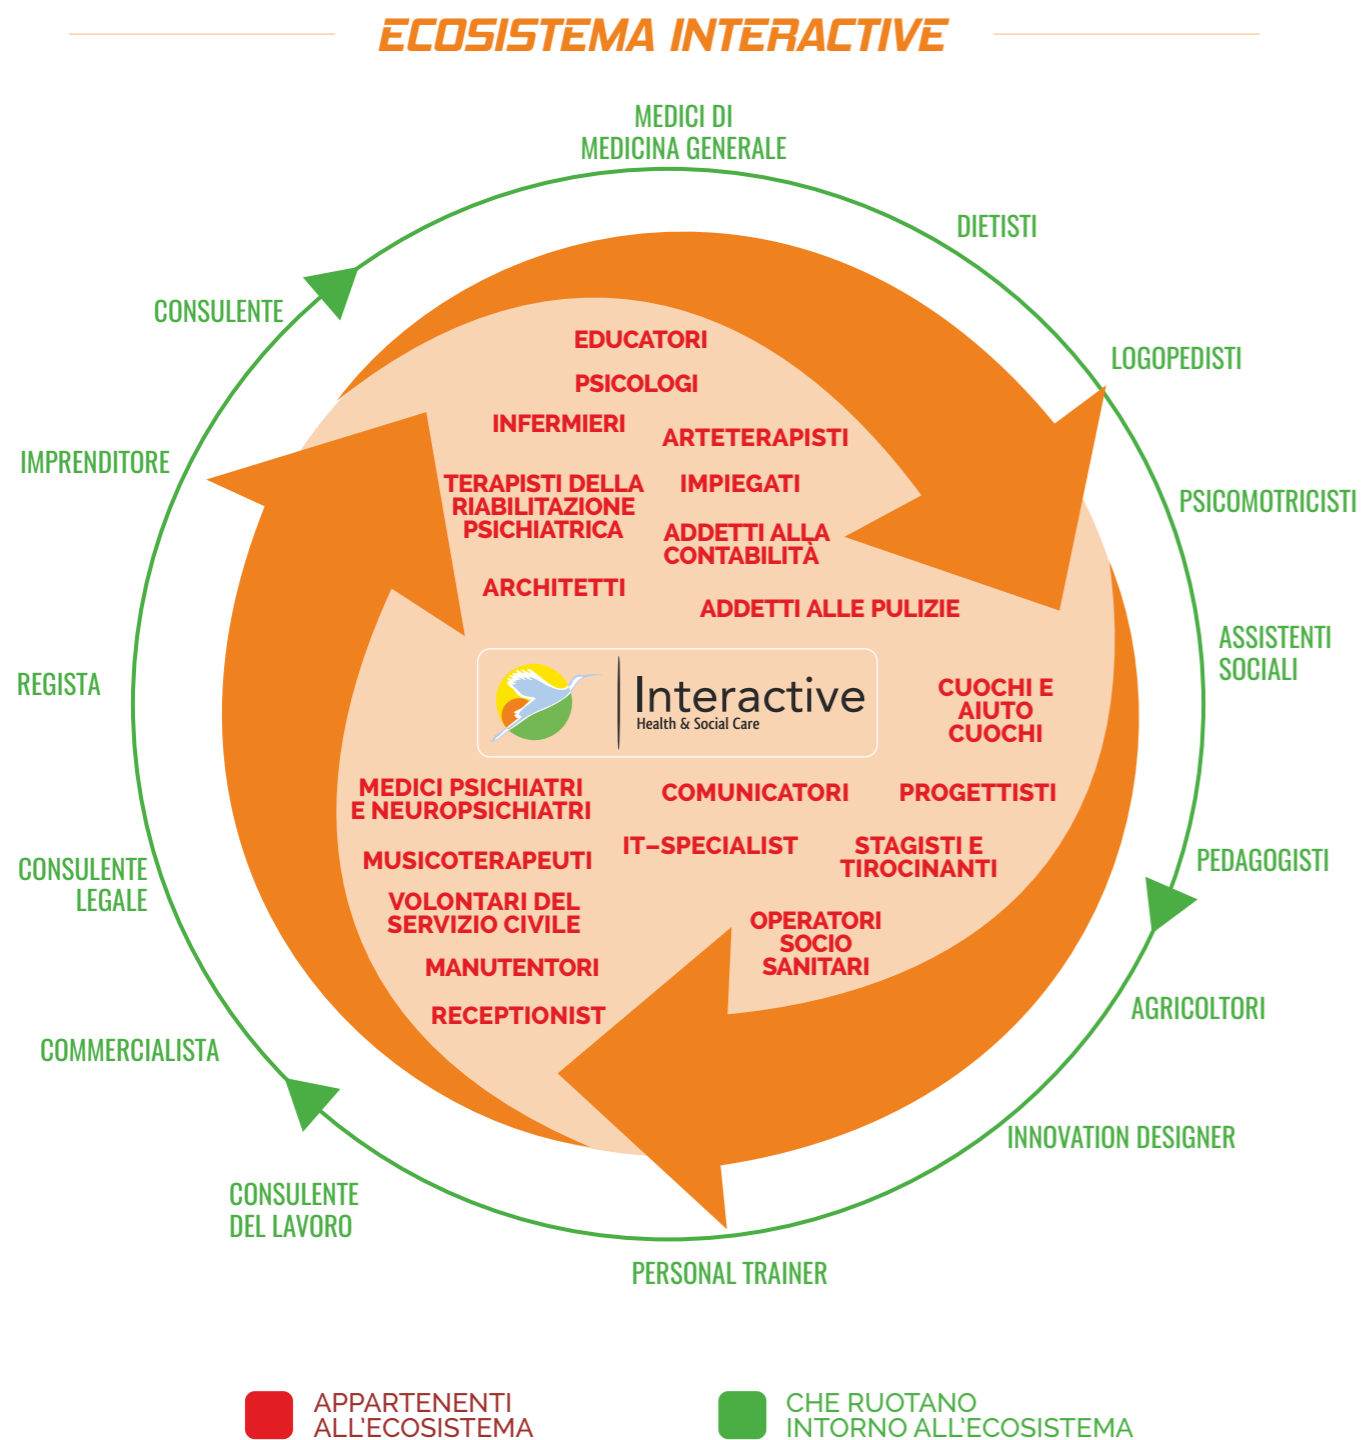 ECOSISTEMA INTERACTIVE
MEDICI DI
MEDICINA GENERALE
DIETISTI
LOGOPEDISTI
PSICOMOTRICISTI
ASSISTENTI
SOCIALI
PEDAGOGISTI
AGRICOLTORI
INNOVATION DESIGNER
PERSONAL TRAINER
CONSULENTE
DEL LAVORO
COMMERCIALISTA
CONSULENTE
LEGALE
REGISTA
IMPRENDITORE
CONSULENTE
EDUCATORI
PSICOLOGI
INFERMIERI
ARTETERAPISTI
TERAPISTI DELLA
RIABILITAZIONE
PSICHIATRICA
IMPIEGATI
ADDETTI ALLA
CONTABILITÀ
ARCHITETTI
ADDETTI ALLE PULIZIE
Interactive
Health & Social Care
CUOCHI E
AIUTO
CUOCHI
MEDICI PSICHIATRI
E NEUROPSICHIATRI
COMUNICATORI
PROGETTISTI
MUSICOTERAPEUTI
IT–SPECIALIST
STAGISTI E
TIROCINANTI
VOLONTARI DEL
SERVIZIO CIVILE
OPERATORI
SOCIO
SANITARI
MANUTENTORI
RECEPTIONIST
APPARTENENTI
ALL'ECOSISTEMA
CHE RUOTANO
INTORNO ALL'ECOSISTEMA